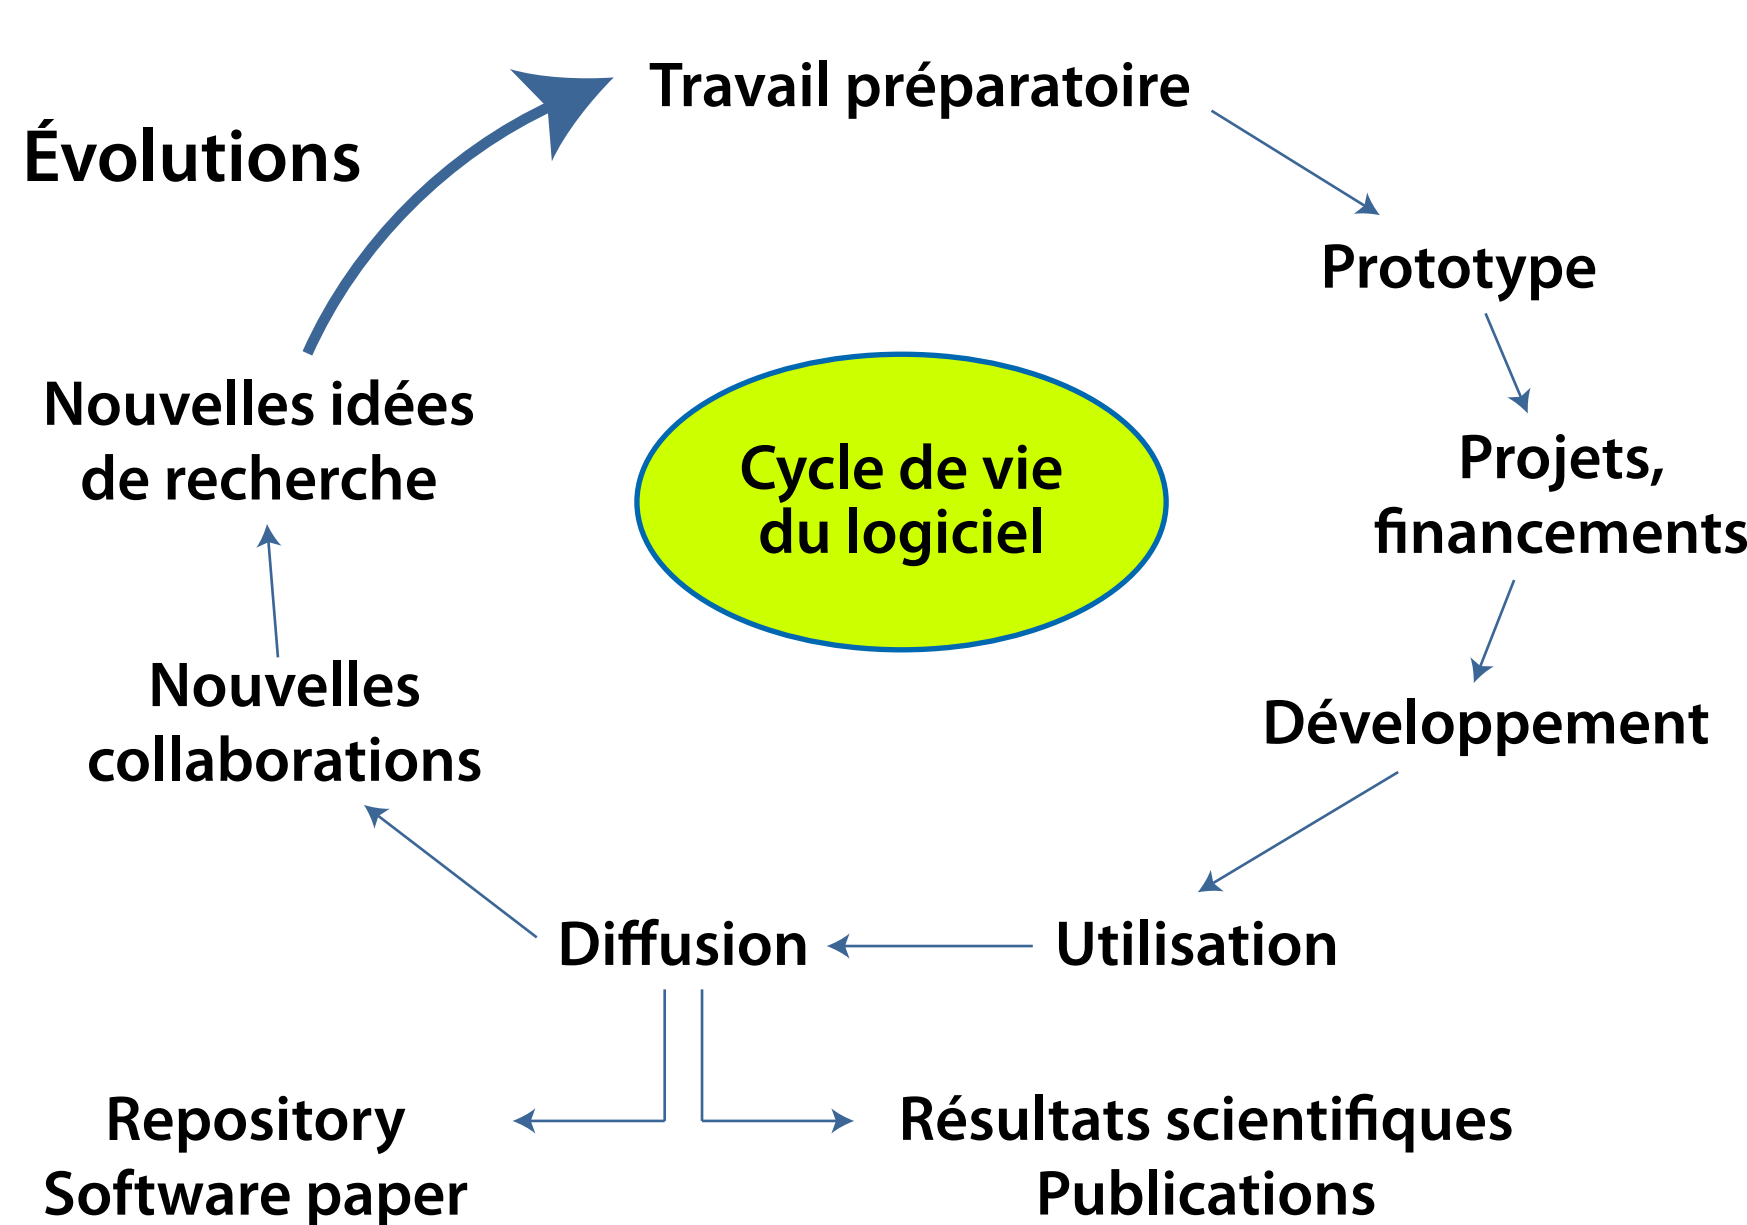 Travail préparatoire
Évolutions
Prototype
Nouvelles idées
de recherche
Cycle de vie
du logiciel
Projets,
financements
Nouvelles
collaborations
Développement
Diffusion
Utilisation
Repository
Software paper
Résultats scientifiques
Publications